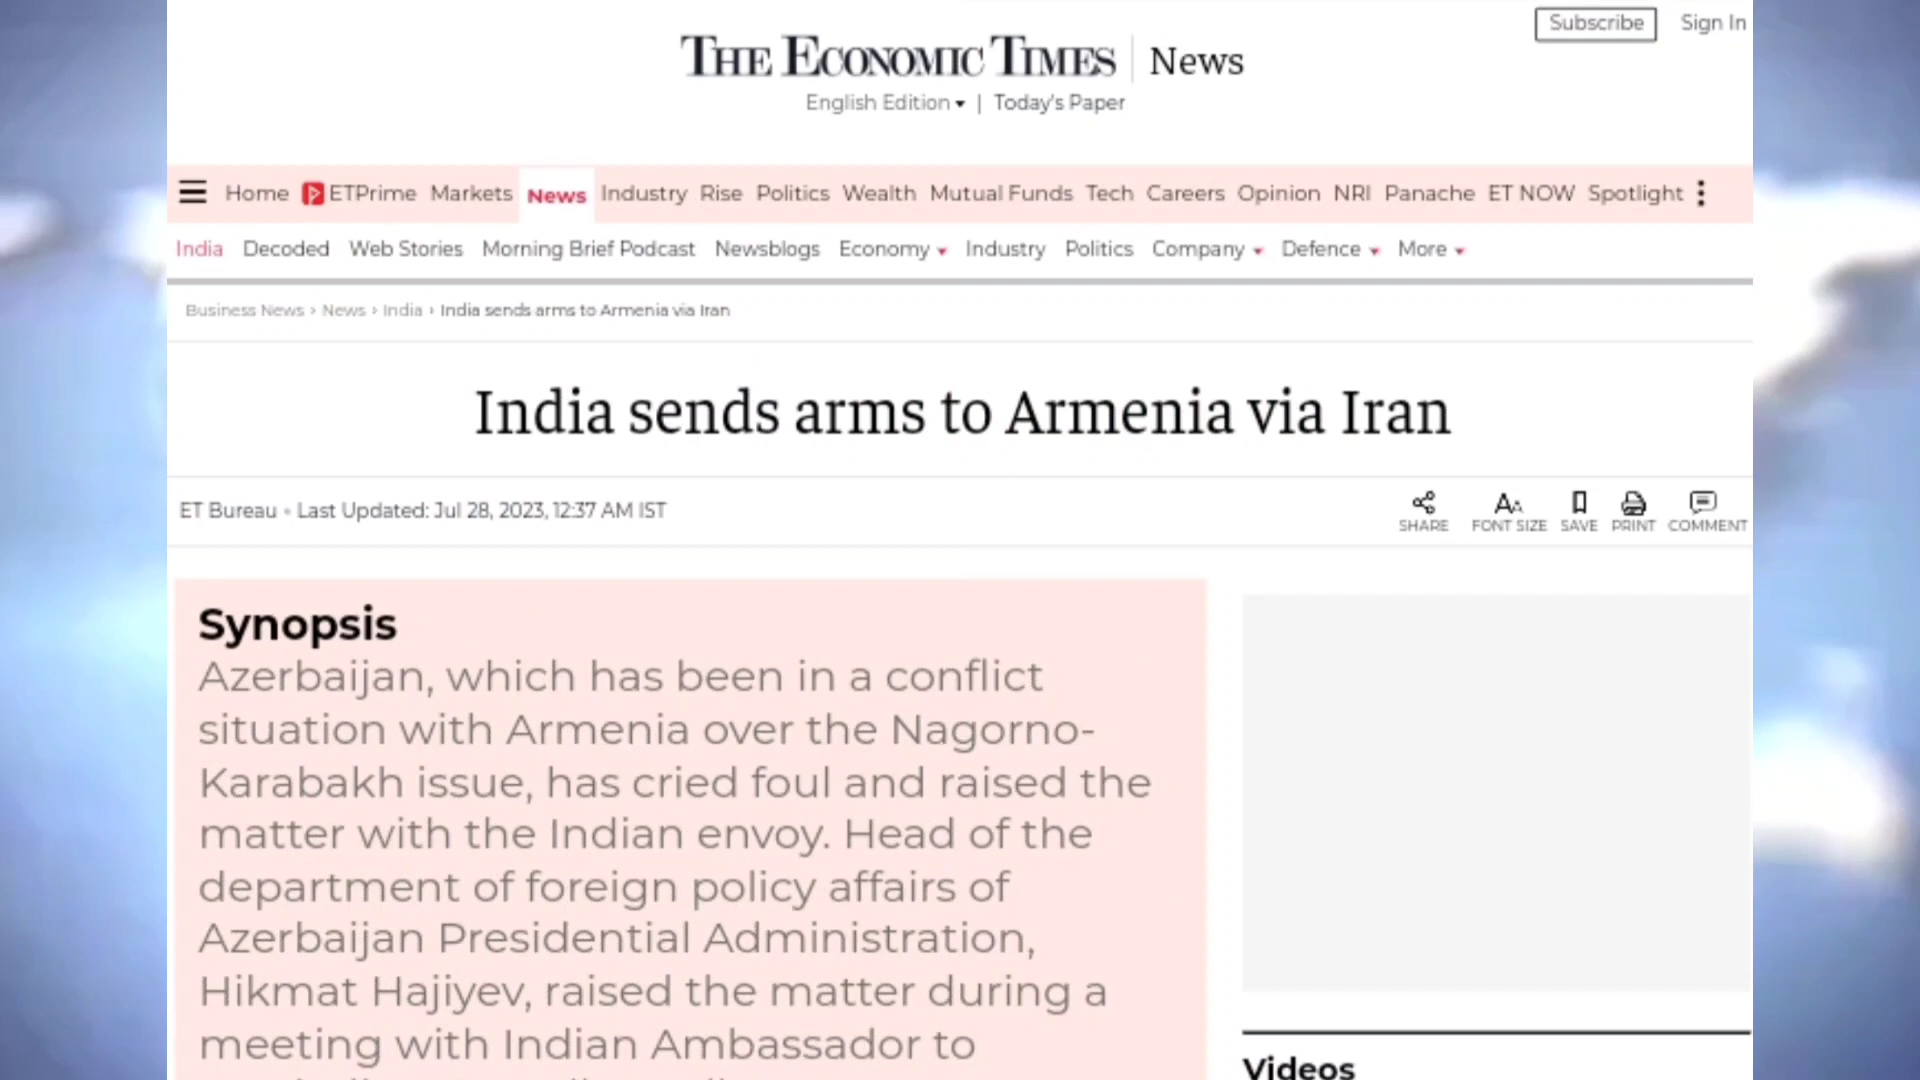 Subscribe Sign In
THE ECONOMIC TIMES News
English Edition | Today's Paper
Home ETPrime Markets News Industry Rise Politics Wealth Mutual Funds Tech Careers Opinion NRI Panache ET NOW Spotlight
India Decoded Web Stories Morning Brief Podcast Newsblogs Economy Industry Politics Company Defence More
Business News › News › India › India sends arms to Armenia via Iran
India sends arms to Armenia via Iran
ET Bureau • Last Updated: Jul 28, 2023, 12:37 AM IST
SHARE FONT SIZE SAVE PRINT COMMENT
Synopsis
Azerbaijan, which has been in a conflict
situation with Armenia over the Nagorno-
Karabakh issue, has cried foul and raised the
matter with the Indian envoy. Head of the
department of foreign policy affairs of
Azerbaijan Presidential Administration,
Hikmat Hajiyev, raised the matter during a
meeting with Indian Ambassador to
Videos